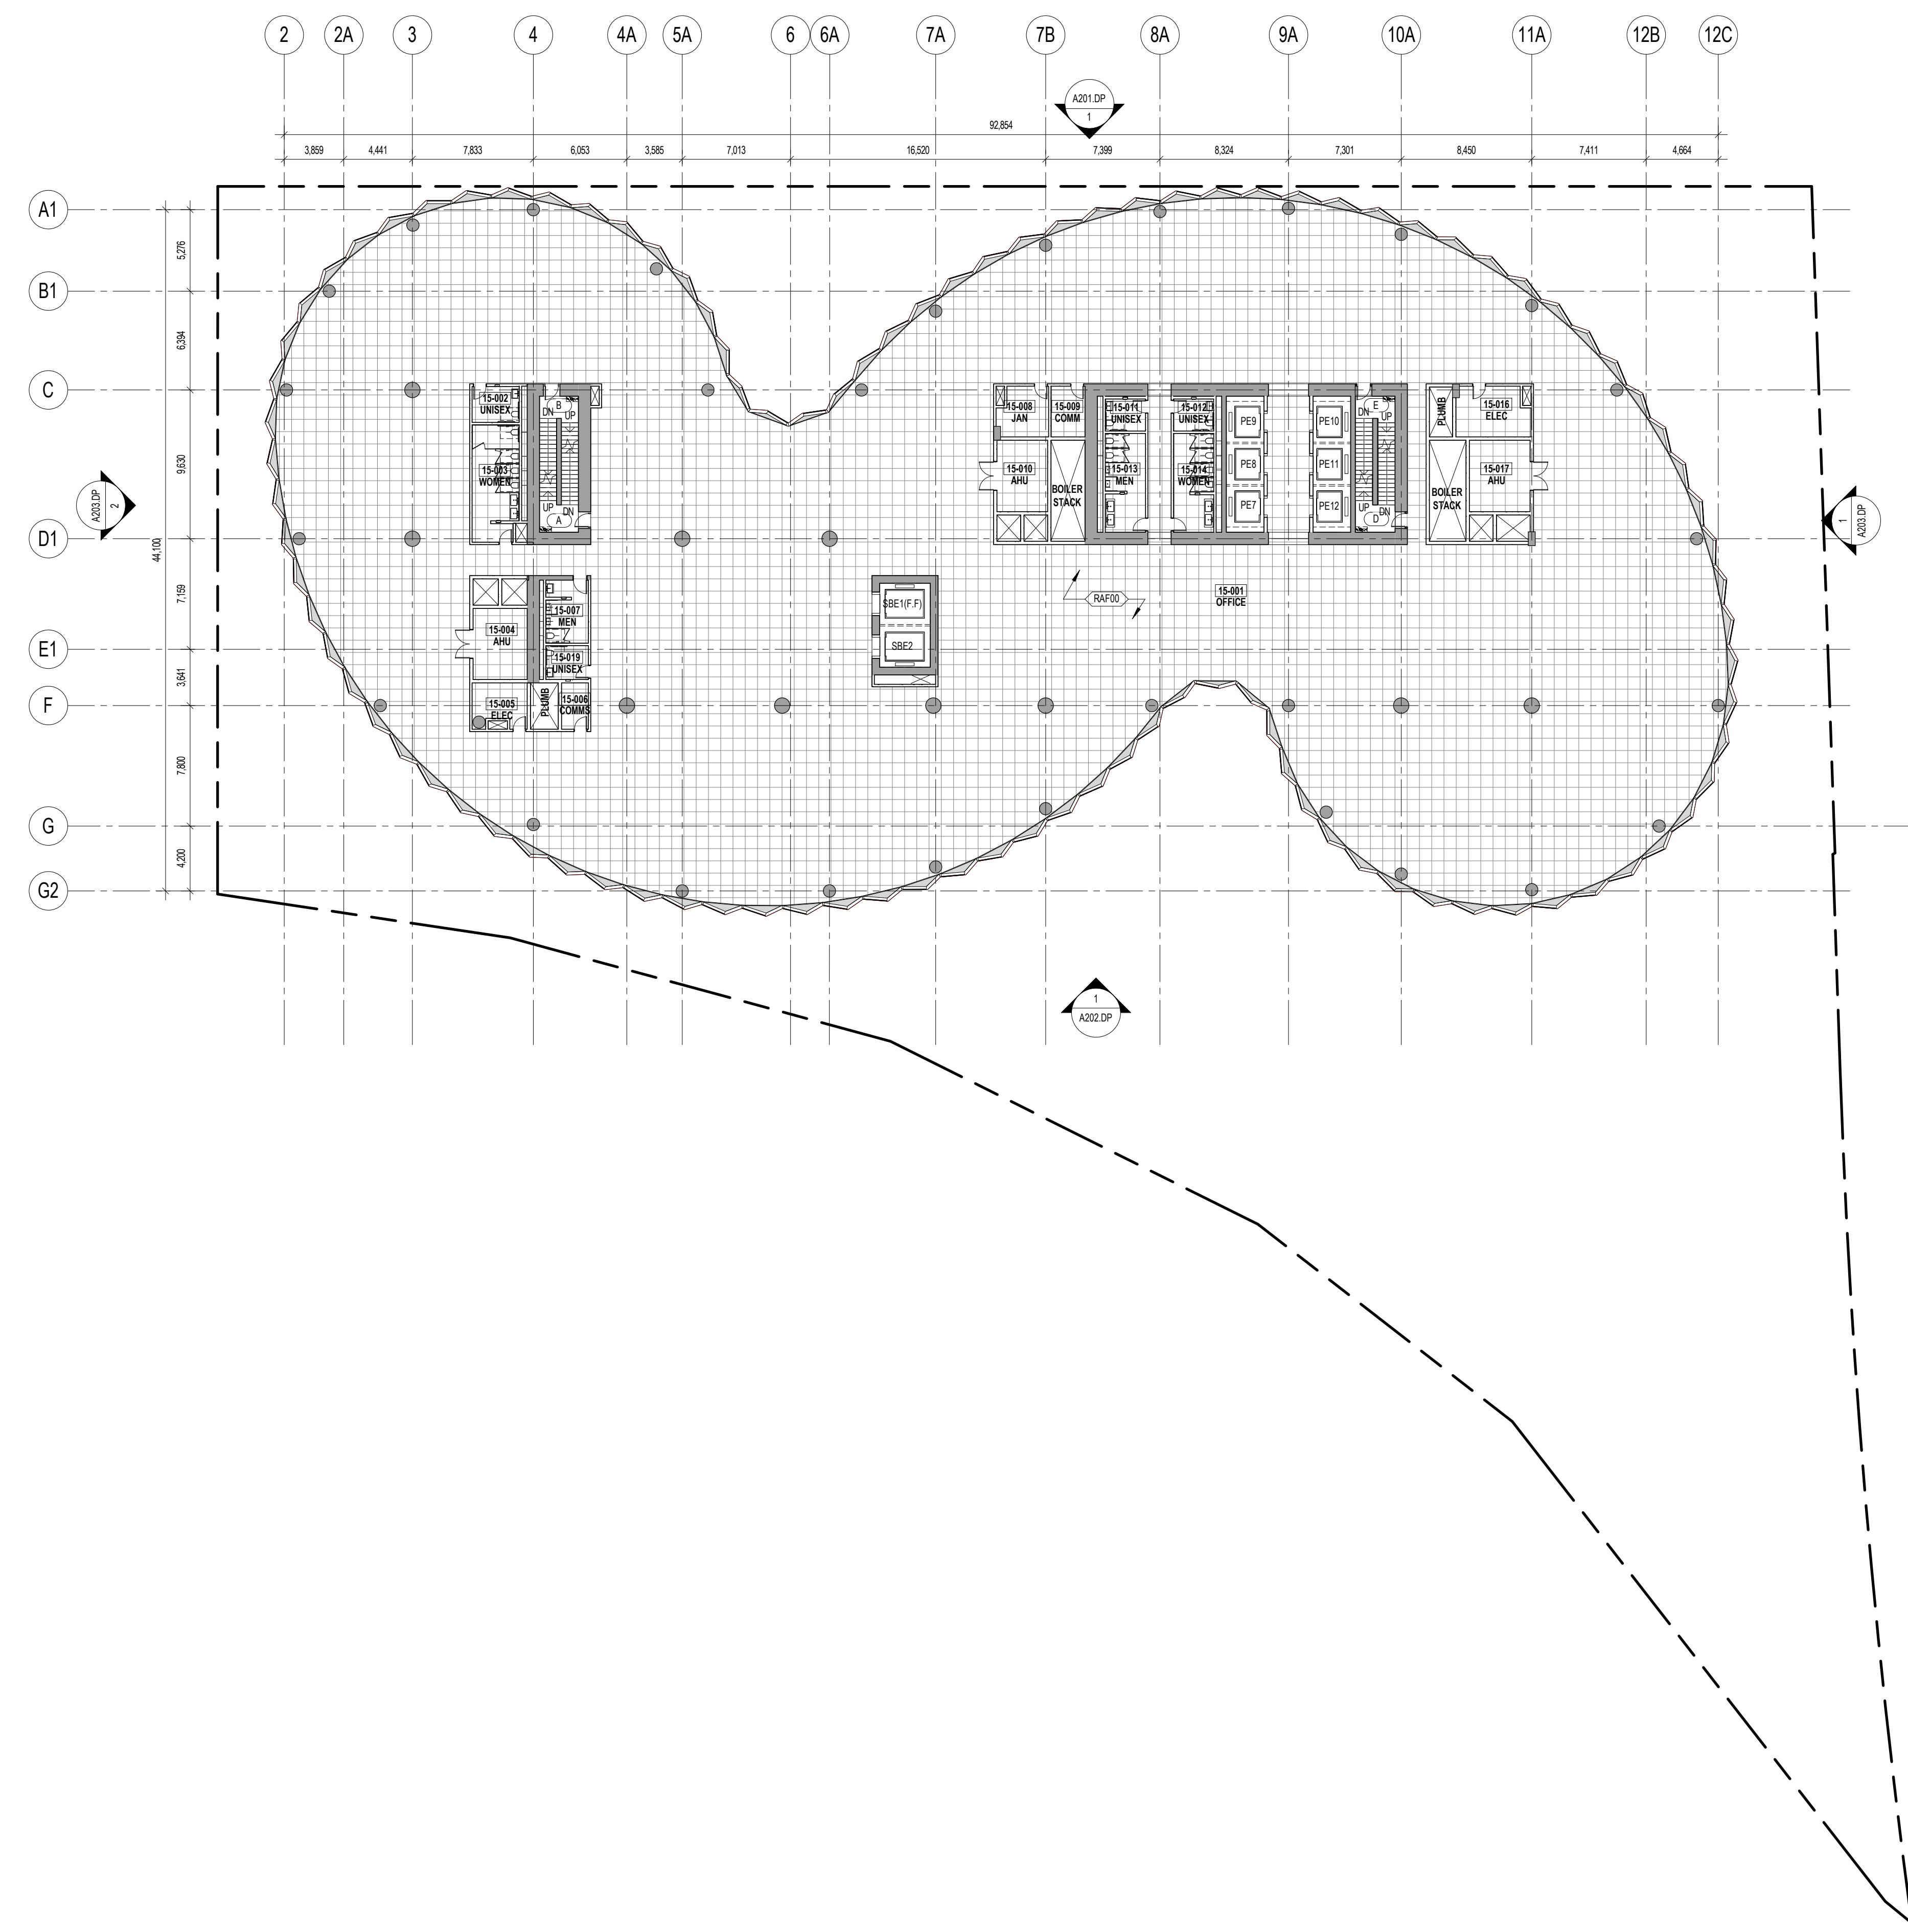 2
2A
3
4
4A
5A
6
6A
7A
7B
8A
9A
10A
11A
12B
12C
A201.DP
1
92,854
3,859
4,441
7,833
6,053
3,585
7,013
16,520
7,399
8,324
7,301
8,450
7,411
4,664
A1
B1
C
D1
E1
F
G
G2
5,276
6,394
9,630
7,159
3,641
7,800
4,200
44,100
A203.DP
2
1
A203.DP
15-002
UNISEX
15-003
WOMEN
B
DN
UP
UP
DN
A
15-004
AHU
15-005
ELEC
PLUMB
15-006
COMMS
15-007
MEN
15-019
UNISEX
SBE1(F.F)
SBE2
15-008
JAN
15-009
COMM
15-010
AHU
BOILER
STACK
15-011
UNISEX
15-012
UNISEX
15-013
MEN
15-014
WOMEN
PE9
PE8
PE7
PE10
PE11
PE12
E
DN
UP
UP
DN
D
PLUMB
15-016
ELEC
BOILER
STACK
15-017
AHU
RAF00
15-001
OFFICE
1
A202.DP